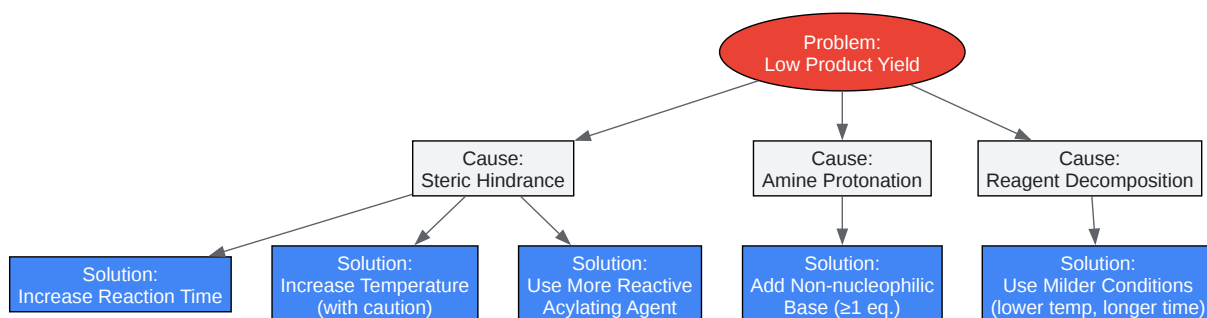 Problem:
Low Product Yield
Cause:
Steric Hindrance
Cause:
Amine Protonation
Cause:
Reagent Decomposition
Solution:
Increase Reaction Time
Solution:
Increase Temperature
(with caution)
Solution:
Use More Reactive
Acylating Agent
Solution:
Add Non-nucleophilic
Base (≥1 eq.)
Solution:
Use Milder Conditions
(lower temp, longer time)